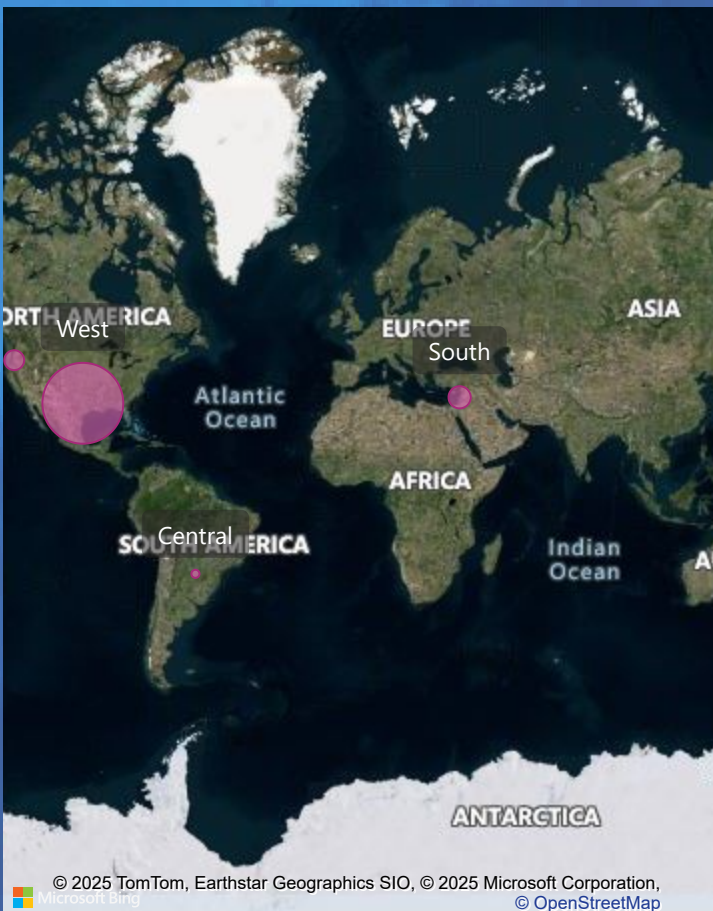 ORTH AMERICA
West
ASIA
EUROPE
South
Atlantic
Ocean
AFRICA
Central
SOUTH AMERICA
Indian
Ocean
A
ANTARCTICA
© 2025 TomTom, Earthstar Geographics SIO, © 2025 Microsoft Corporation,
Microsoft Bing
© OpenStreetMap